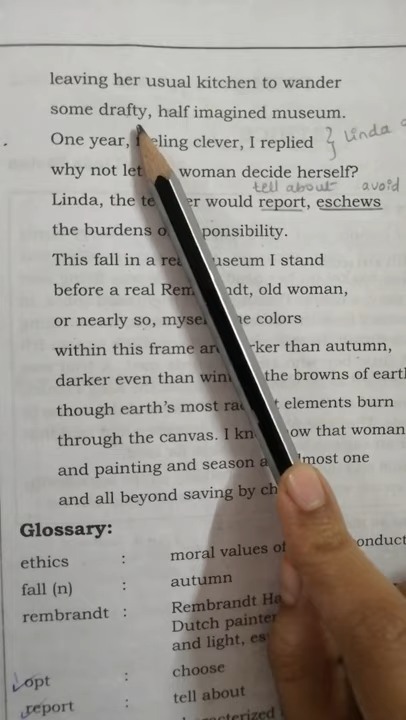 leaving her usual kitchen to wander
some drafty, half imagined museum.
One year, eling clever, I replied } Linda
why not let woman decide herself?
tell about avoid
Linda, the te er would report, eschews
the burdens o ponsibility.
This fall in a rea useum I stand
before a real Rem ndt, old woman,
or nearly so, mysel e colors
within this frame ar rker than autumn,
darker even than win the browns of eart
though earth's most ra t elements burn
through the canvas. I kn ow that woman
and painting and season a lmost one
and all beyond saving by ch
Glossary:
ethics : moral values of onduct
fall (n) : autumn
rembrandt : Rembrandt Ha
Dutch painter
and light, es
opt : choose
report : tell about